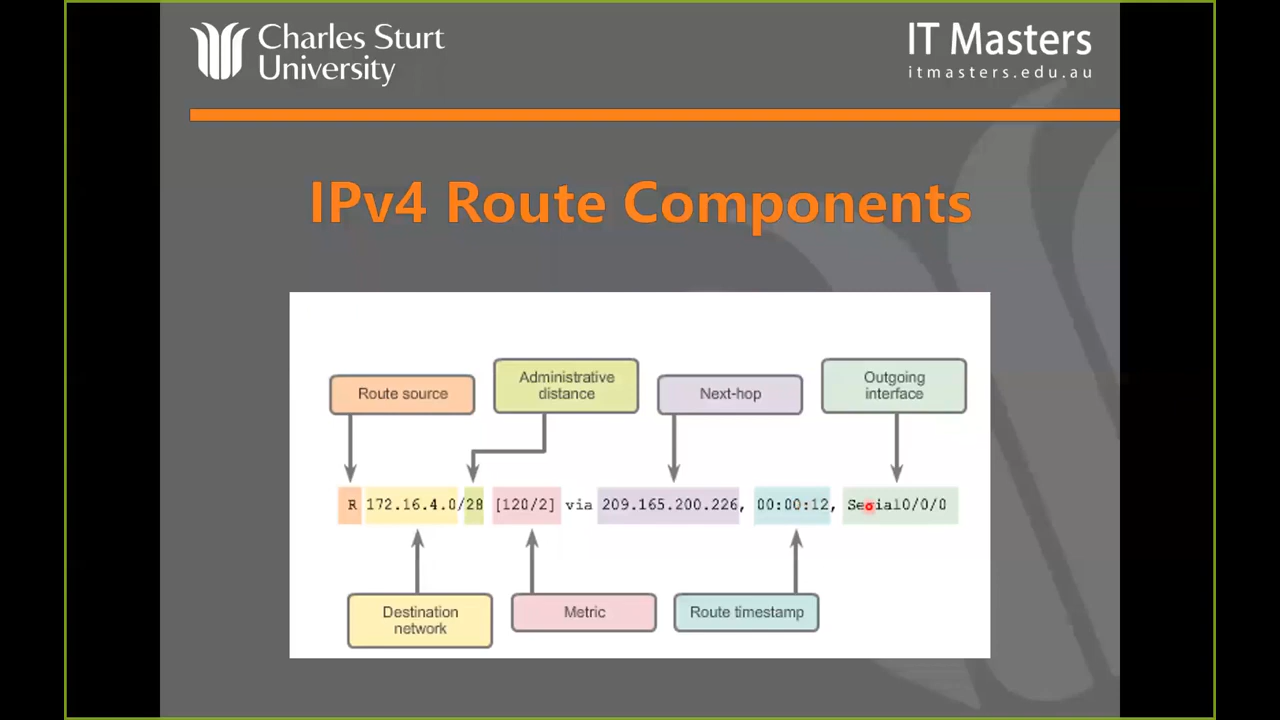 Charles Sturt
University
IT Masters
itmasters.edu.au
IPv4 Route Components
Route source
Administrative
distance
Next-hop
Outgoing
interface
R 172.16.4.0/28 [120/2] via 209.165.200.226, 00:00:12, Serial0/0/0
Destination
network
Metric
Route timestamp